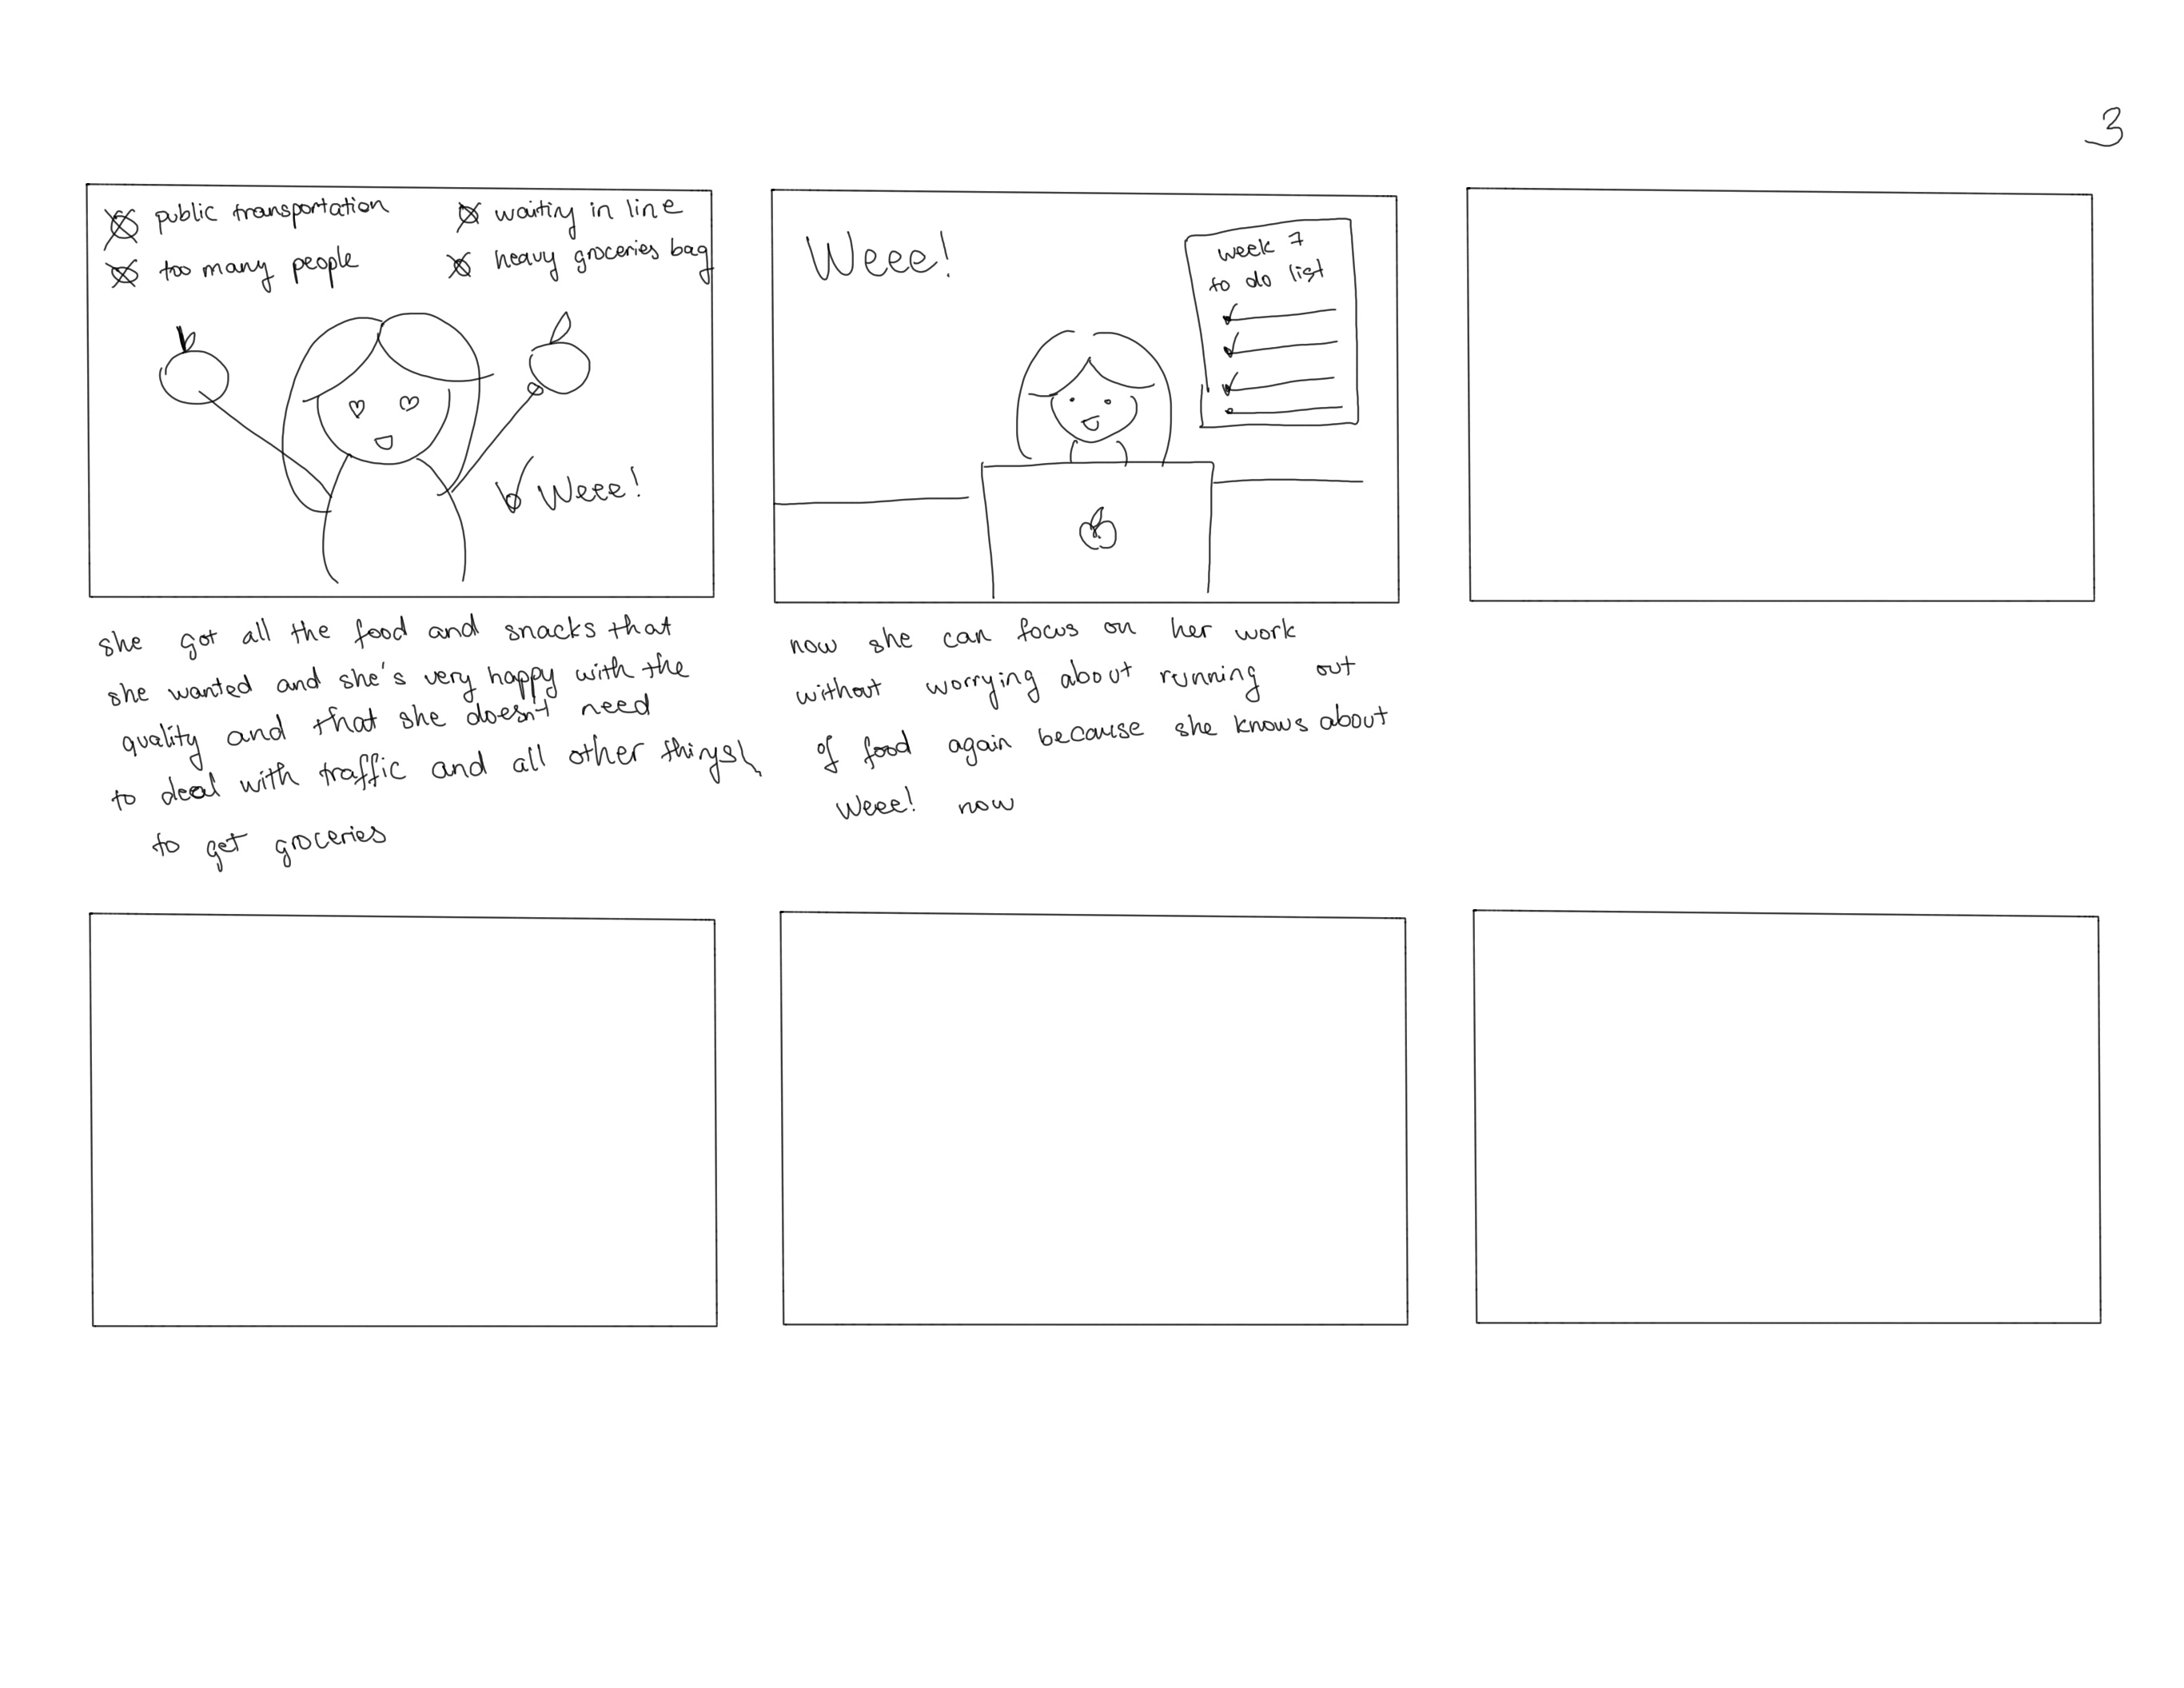 3
public transportation
waiting in line
too many people
heavy groceries bag
Weee!
she got all the food and snacks that
she wanted and she's very happy with the
quality and that she doesn't need
to deal with traffic and all other things
to get groceries
Weee!
week 7
to do list
now she can focus on her work
without worrying about running out
of food again because she knows about
Weee! now